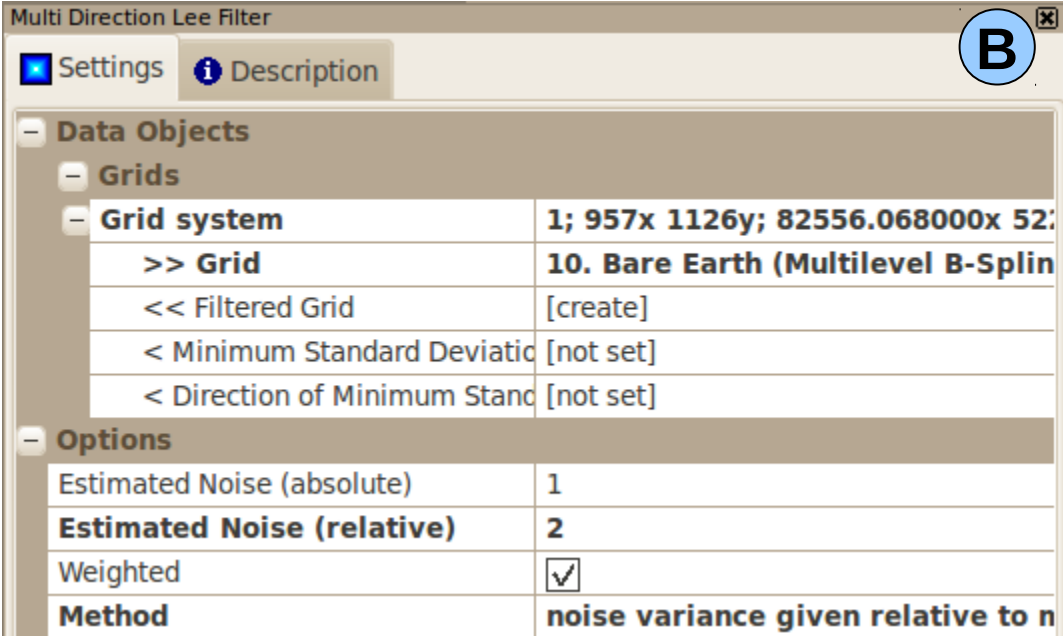 Multi Direction Lee Filter
B
Settings Description
Data Objects
Grids
Grid system 1; 957x 1126y; 82556.068000x 522
>> Grid 10. Bare Earth (Multilevel B-Splin
<< Filtered Grid [create]
< Minimum Standard Deviatio [not set]
< Direction of Minimum Stand [not set]
Options
Estimated Noise (absolute) 1
Estimated Noise (relative) 2
Weighted
Method noise variance given relative to